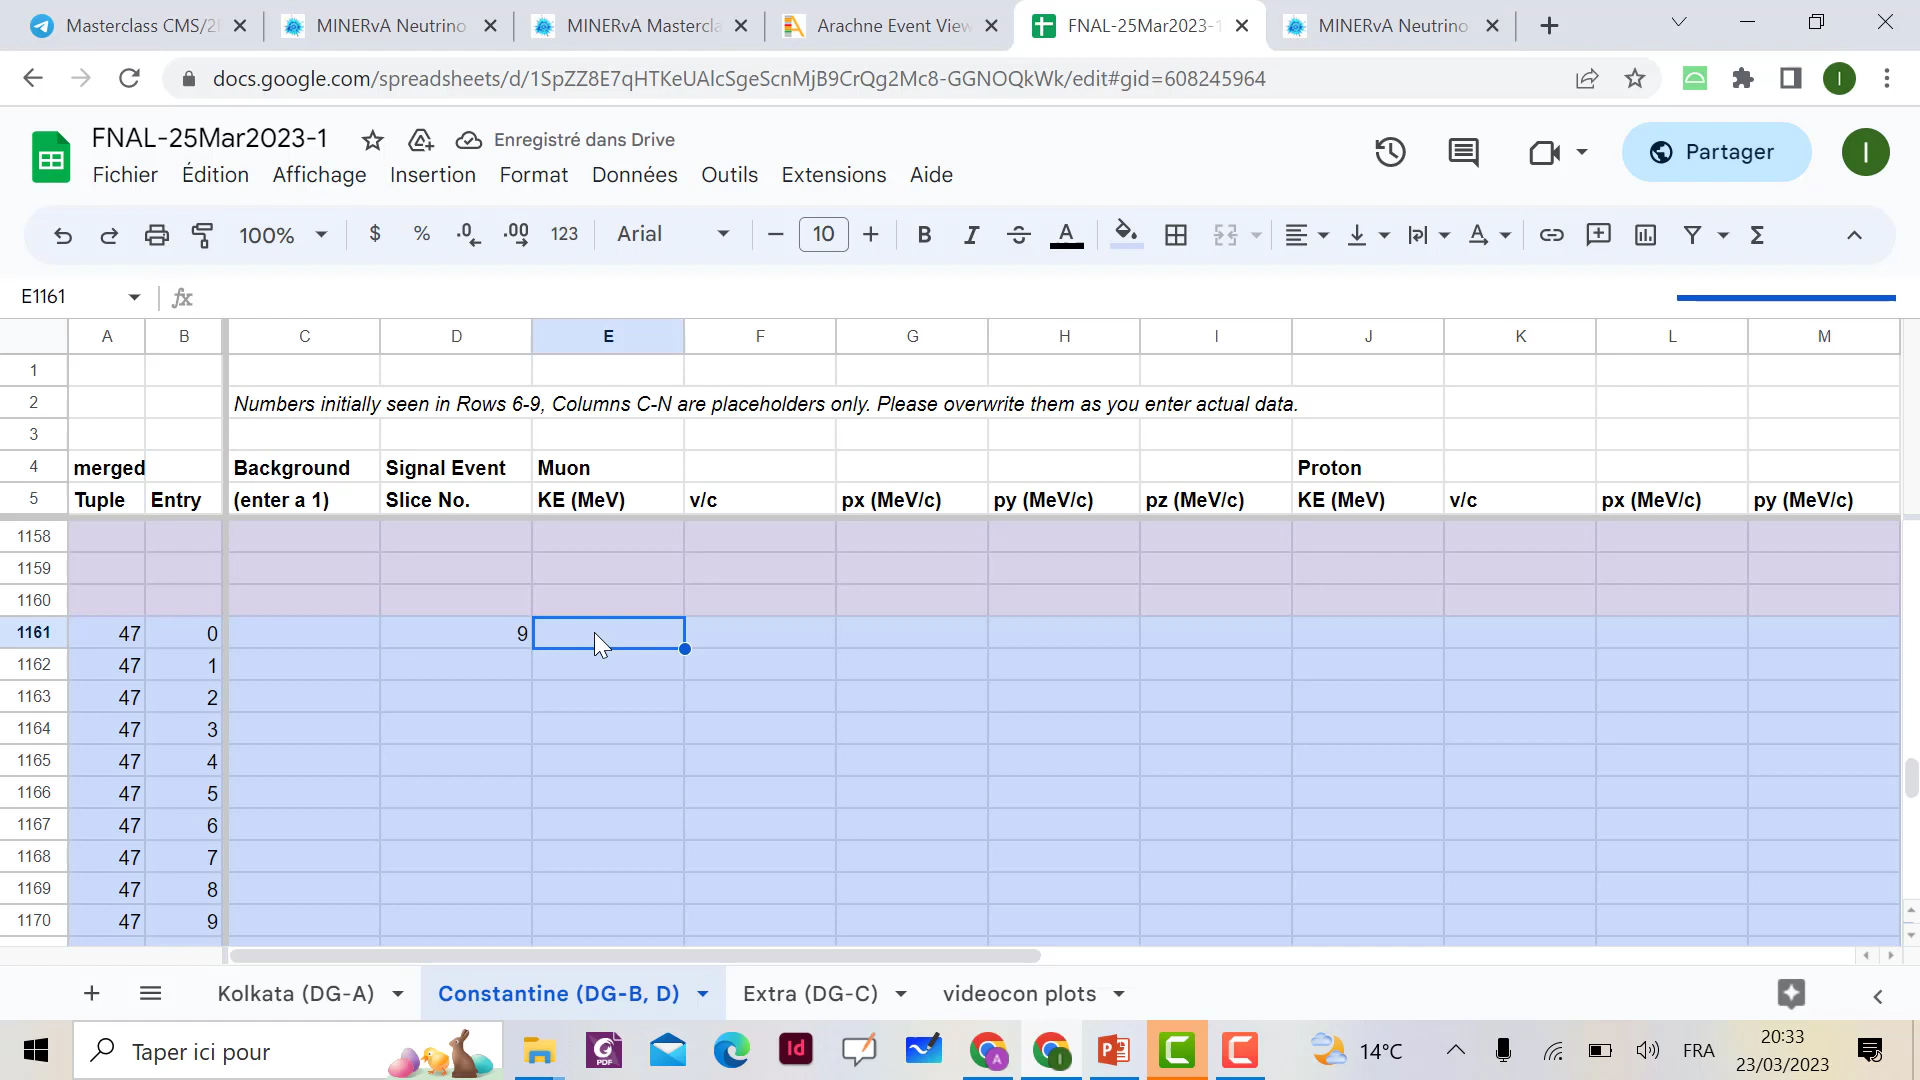 Masterclass CMS/2
MINERvA Neutrino
MINERvA Mastercla
Arachne Event View
FNAL-25Mar2023-1
MINERvA Neutrino
docs.google.com/spreadsheets/d/1SpZZ8E7qHTKeUAlcSgeScnMjB9CrQg2Mc8-GGNOQkWk/edit#gid=608245964
I
FNAL-25Mar2023-1
Enregistré dans Drive
Partager
I
Fichier Édition Affichage Insertion Format Données Outils Extensions Aide
100% $ % .0 .00 123 Arial 10 B I S A
E1161 fx
A B C D E F G H I J K L M
1
2 Numbers initially seen in Rows 6-9, Columns C-N are placeholders only. Please overwrite them as you enter actual data.
3
4 merged Background Signal Event Muon Proton
5 Tuple Entry (enter a 1) Slice No. KE (MeV) v/c px (MeV/c) py (MeV/c) pz (MeV/c) KE (MeV) v/c px (MeV/c) py (MeV/c)
1158
1159
1160
1161 47 0 9
1162 47 1
1163 47 2
1164 47 3
1165 47 4
1166 47 5
1167 47 6
1168 47 7
1169 47 8
1170 47 9
Kolkata (DG-A) Constantine (DG-B, D) Extra (DG-C) videocon plots
Taper ici pour
PDF
Id
A
I
14°C
FRA
20:33
23/03/2023